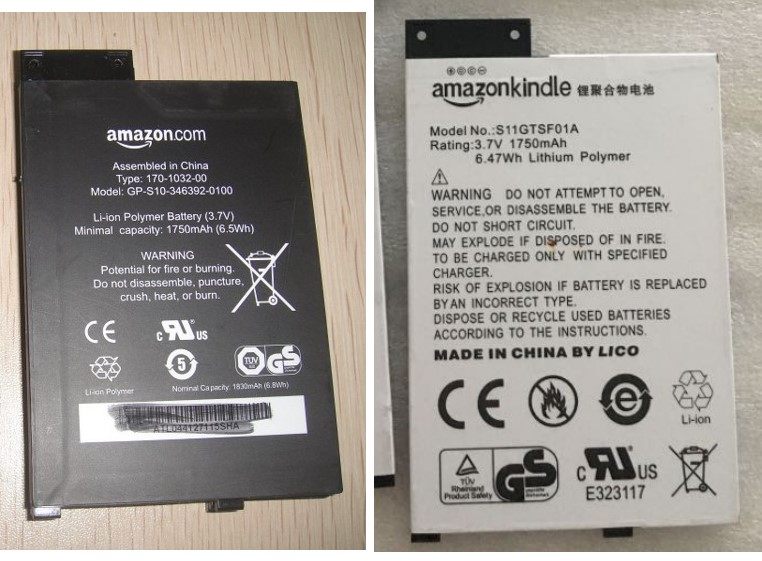 amazon.com
Assembled in China
Type: 170-1032-00
Model: GP-S10-346392-0100
Li-ion Polymer Battery (3.7V)
Minimal capacity: 1750mAh (6.5Wh)
WARNING
Potential for fire or burning.
Do not disassemble, puncture,
crush, heat, or burn.
CE
c RU US
5
TUV
GS
Li-ion Polymer
Nominal Capacity: 1830mAh (6.8Wh)
amazonkindle 锂聚合物电池
Model No.:S11GTSF01A
Rating:3.7V 1750mAh
6.47Wh Lithium Polymer
WARNING DO NOT ATTEMPT TO OPEN,
SERVICE,OR DISASSEMBLE THE BATTERY.
DO NOT SHORT CIRCUIT.
MAY EXPLODE IF DISPOSED OF IN FIRE.
TO BE CHARGED ONLY WITH SPECIFIED
CHARGER.
RISK OF EXPLOSION IF BATTERY IS REPLACED
BY AN INCORRECT TYPE.
DISPOSE OR RECYCLE USED BATTERIES
ACCORDING TO THE INSTRUCTIONS.
MADE IN CHINA BY LICO
CE
e
Li-ion
TÜV
Rheinland
Product Safety
GS
c RU US
E323117